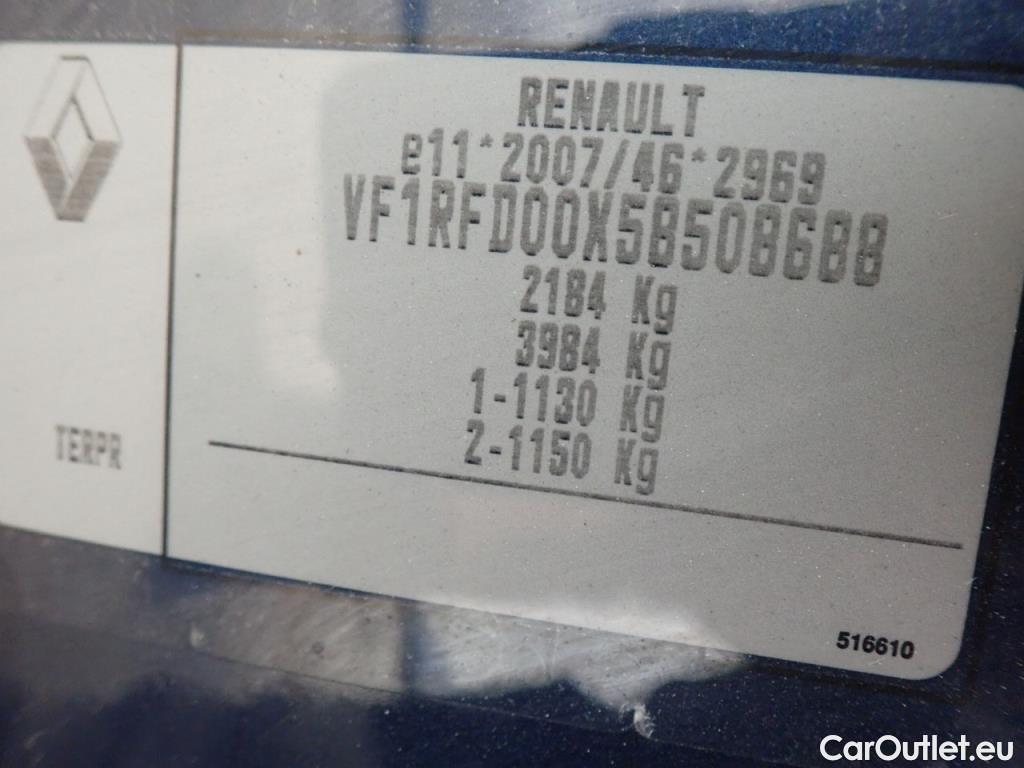 RENAULT
e11*2007/46*2969
VF1RFD00X5B508688
2184 Kg
3984 Kg
1-1130 Kg
2-1150 Kg
TERPR
516610
CarOutlet.eu